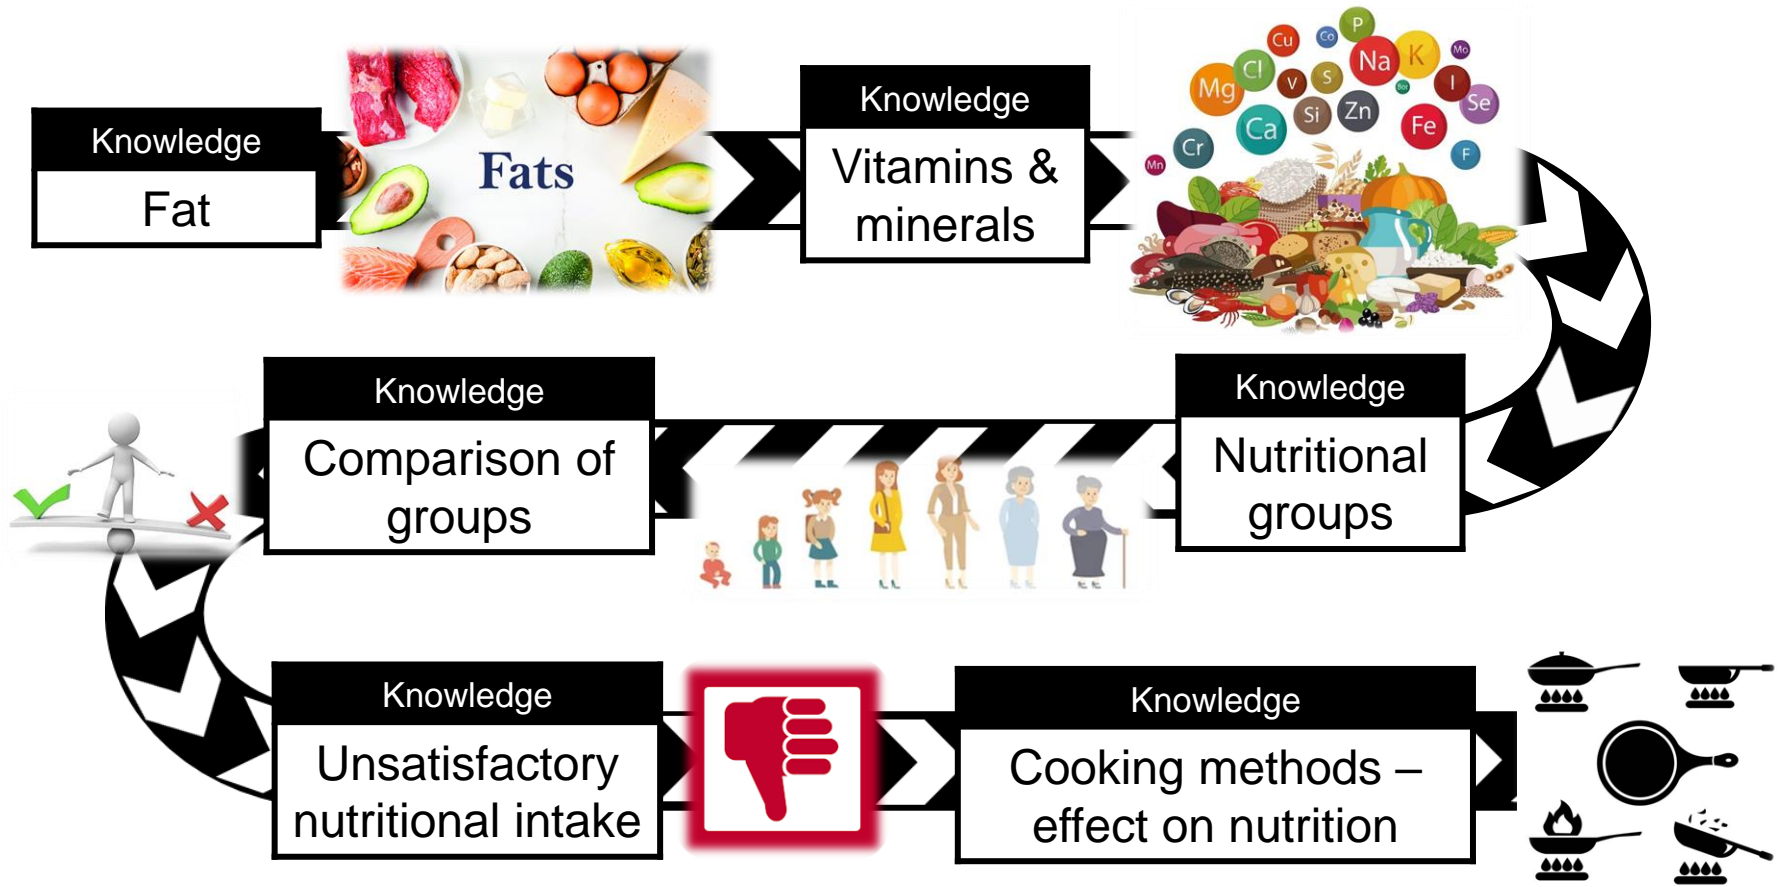 Knowledge
Fat
Fats
Knowledge
Vitamins &
minerals
P
Cu
Co
Na
K
Mo
Cl
Mg
V
S
I
Se
Si
Zn
Ca
Fe
Cr
F
Mn
Knowledge
Nutritional
groups
Knowledge
Comparison of
groups
Knowledge
Unsatisfactory
nutritional intake
Knowledge
Cooking methods –
effect on nutrition